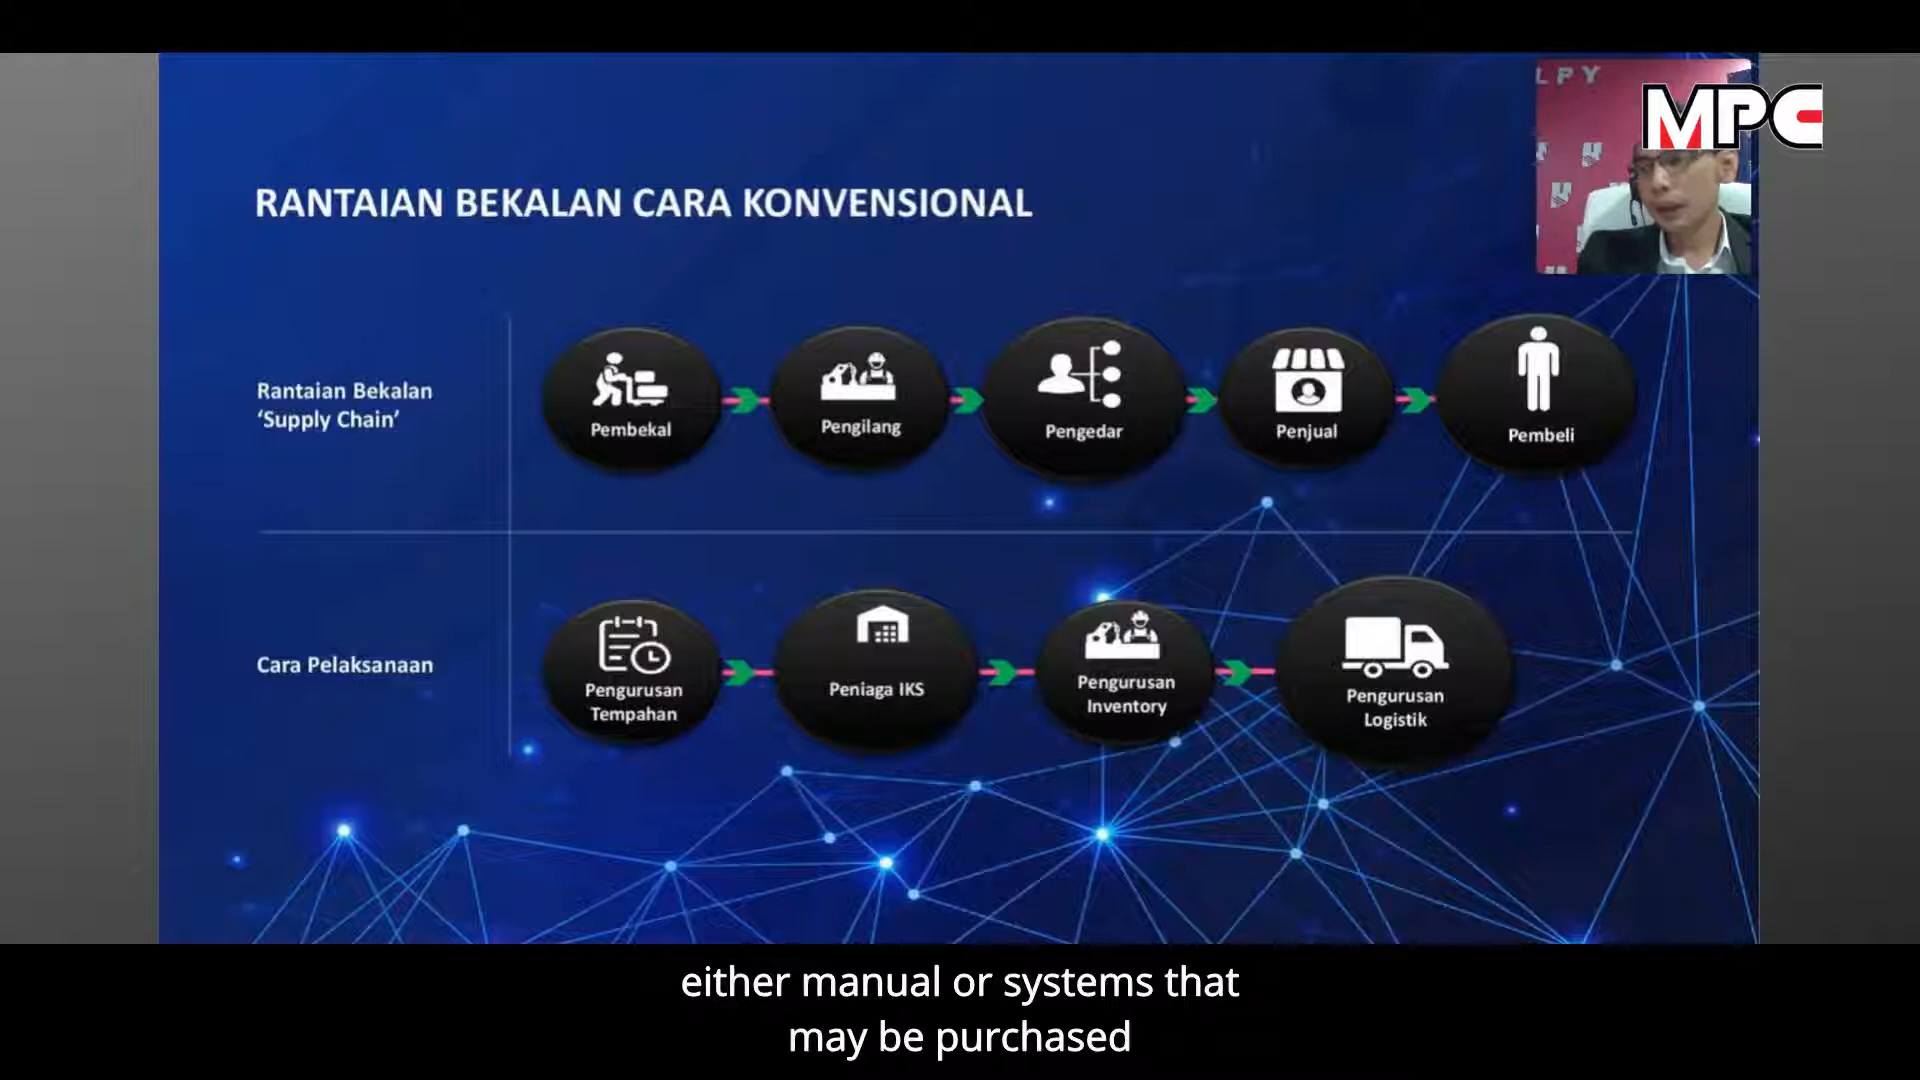 LPY
MPC
RANTAIAN BEKALAN CARA KONVENSIONAL
Rantaian Bekalan
‘Supply Chain’
Pembekal
Pengilang
Pengedar
Penjual
Pembeli
Cara Pelaksanaan
Pengurusan
Tempahan
Peniaga IKS
Pengurusan
Inventory
Pengurusan
Logistik
either manual or systems that
may be purchased